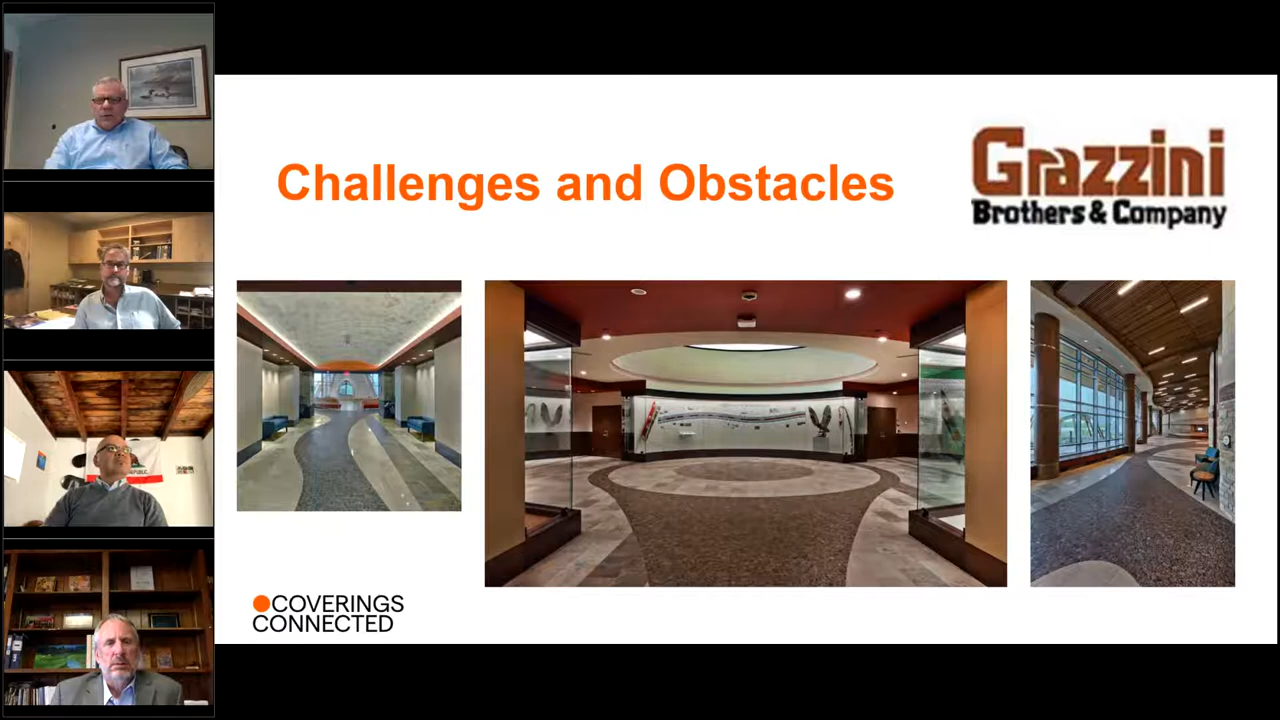 Challenges and Obstacles
Grazzini
Brothers & Company
COVERINGS
CONNECTED